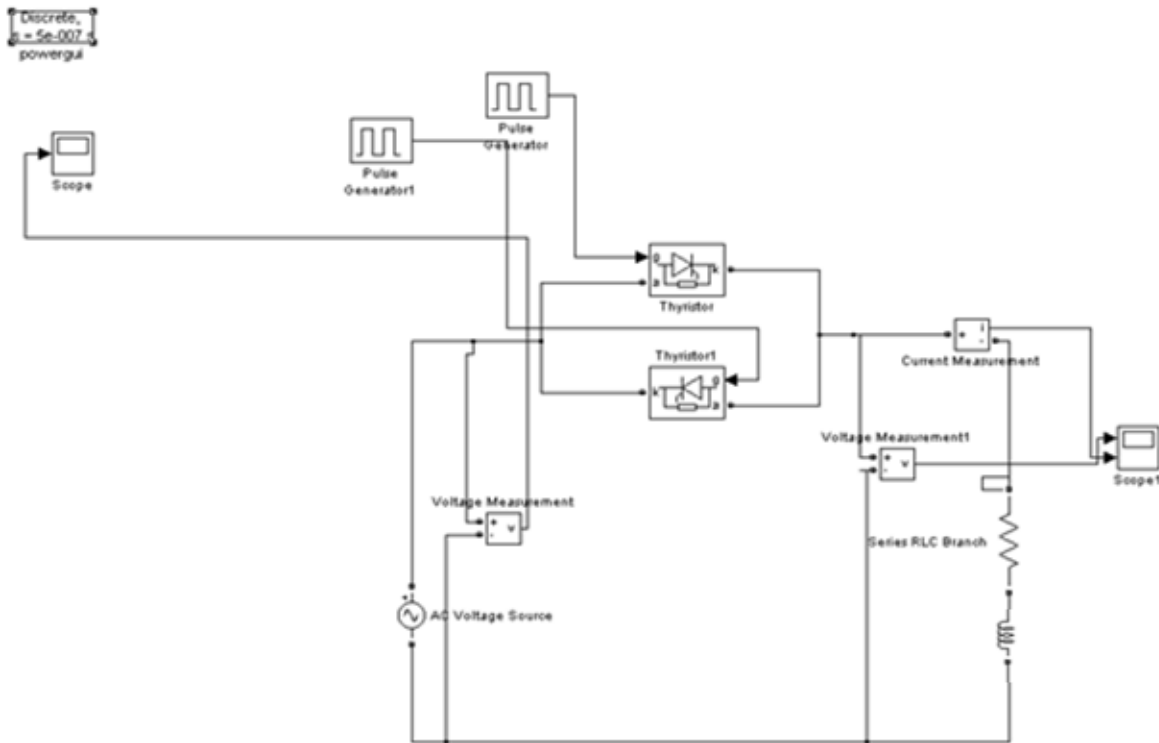 Discrete,
s = 5e-007 s
powergui
Pulse
Generator
Pulse
Generator1
Scope
g
k
a
Thyristor
Thyristor1
g
k
a
i
+
-
Current Measurement
Voltage Measurement1
+
v
-
Scope1
Voltage Measurement
+
v
-
Series RLC Branch
+
AC Voltage Source